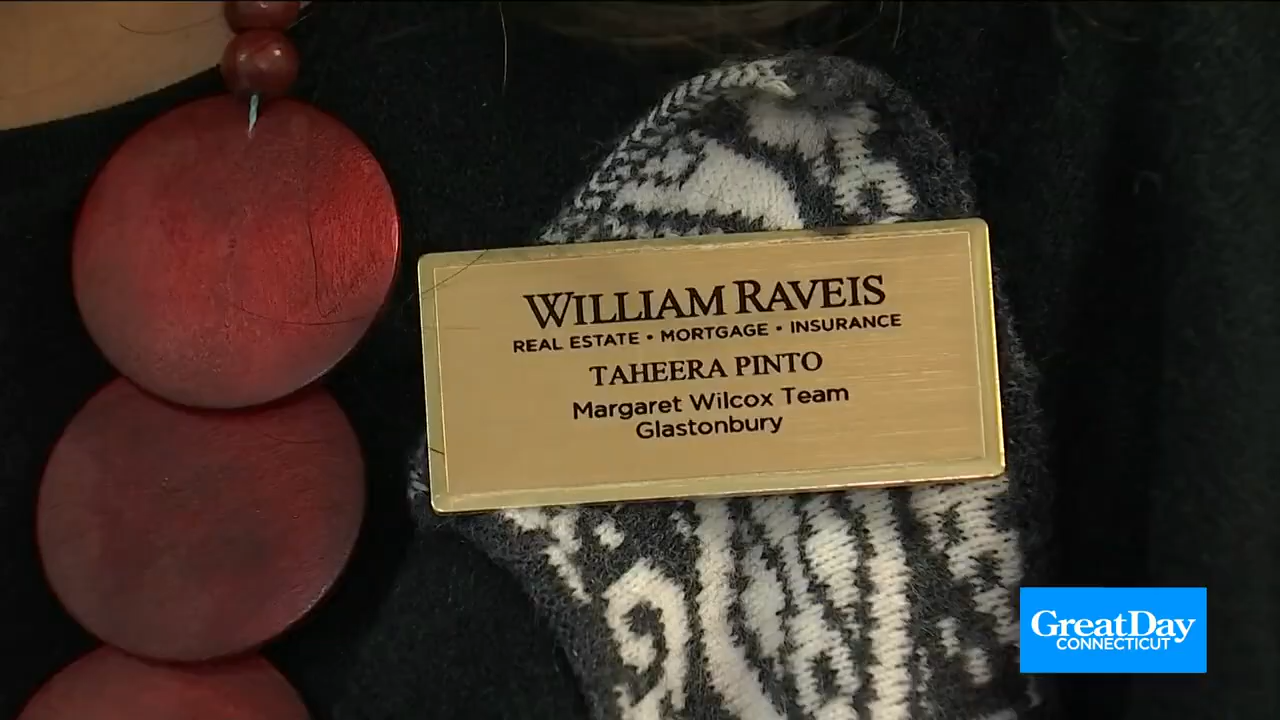 WILLIAM RAVEIS
REAL ESTATE • MORTGAGE • INSURANCE
TAHEERA PINTO
Margaret Wilcox Team
Glastonbury
GreatDay
CONNECTICUT